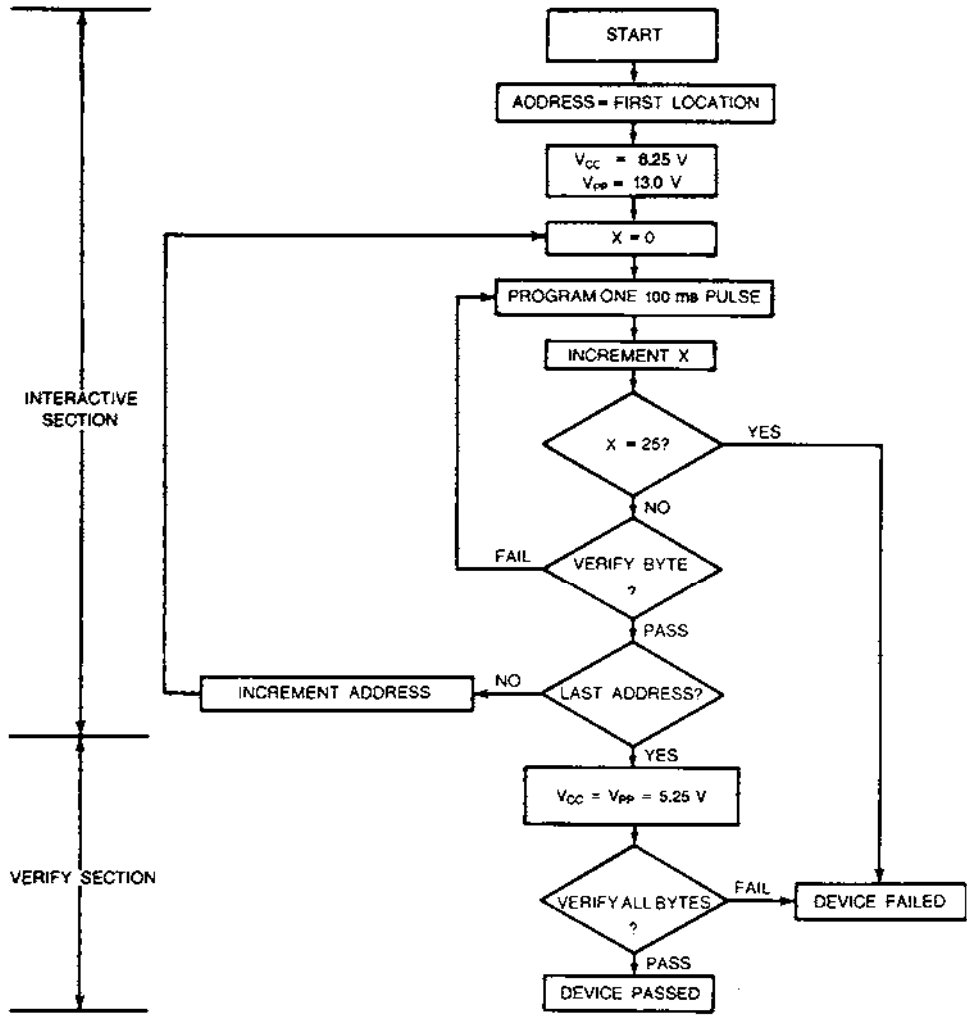 START
ADDRESS = FIRST LOCATION
VCC = 6.25 V
VPP = 13.0 V
X = 0
PROGRAM ONE 100 ms PULSE
INCREMENT X
INTERACTIVE
SECTION
X = 25?
YES
NO
VERIFY BYTE
?
FAIL
PASS
LAST ADDRESS?
NO
INCREMENT ADDRESS
YES
VCC = VPP = 5.25 V
VERIFY SECTION
VERIFY ALL BYTES
?
FAIL
DEVICE FAILED
PASS
DEVICE PASSED